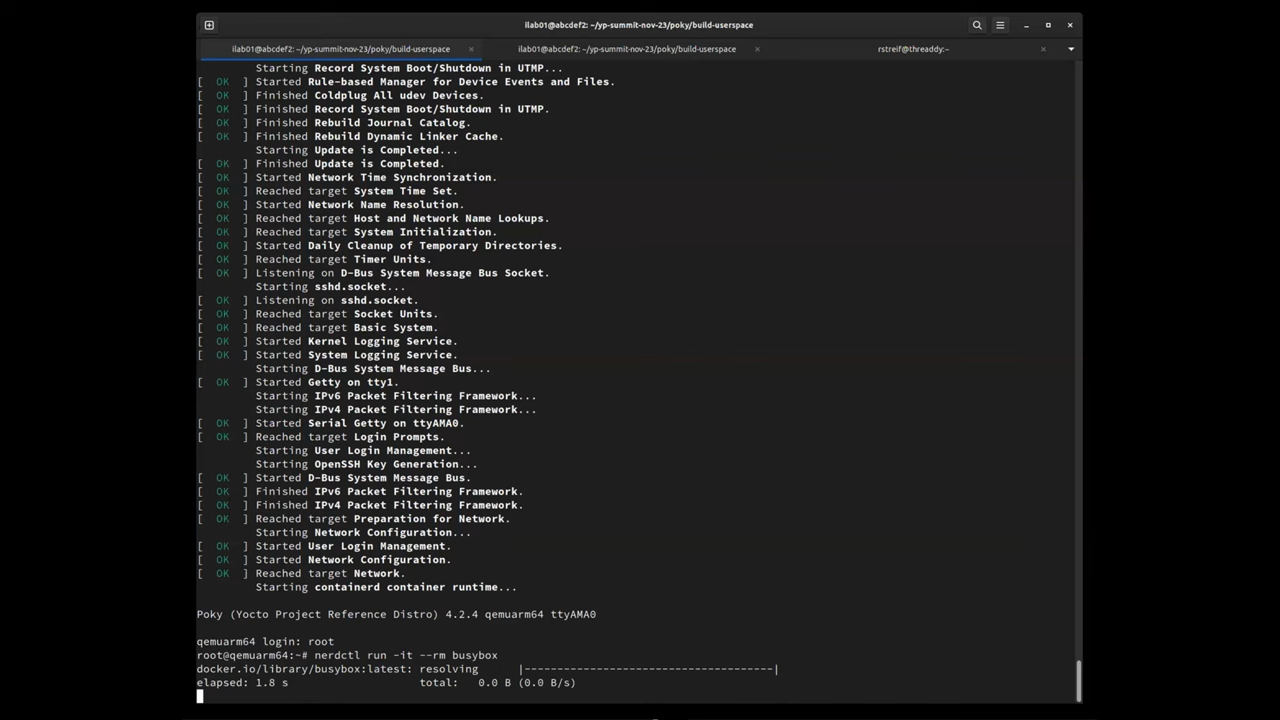 ilab01@abcdef2: ~/yp-summit-nov-23/poky/build-userspace
ilab01@abcdef2: ~/yp-summit-nov-23/poky/build-userspace × ilab01@abcdef2: ~/yp-summit-nov-23/poky/build-userspace × rstreif@threaddy:~ ×
Starting Record System Boot/Shutdown in UTMP...
[  OK  ] Started Rule-based Manager for Device Events and Files.
[  OK  ] Finished Coldplug All udev Devices.
[  OK  ] Finished Record System Boot/Shutdown in UTMP.
[  OK  ] Finished Rebuild Journal Catalog.
[  OK  ] Finished Rebuild Dynamic Linker Cache.
Starting Update is Completed...
[  OK  ] Finished Update is Completed.
[  OK  ] Started Network Time Synchronization.
[  OK  ] Reached target System Time Set.
[  OK  ] Started Network Name Resolution.
[  OK  ] Reached target Host and Network Name Lookups.
[  OK  ] Reached target System Initialization.
[  OK  ] Started Daily Cleanup of Temporary Directories.
[  OK  ] Reached target Timer Units.
[  OK  ] Listening on D-Bus System Message Bus Socket.
Starting sshd.socket...
[  OK  ] Listening on sshd.socket.
[  OK  ] Reached target Socket Units.
[  OK  ] Reached target Basic System.
[  OK  ] Started Kernel Logging Service.
[  OK  ] Started System Logging Service.
Starting D-Bus System Message Bus...
[  OK  ] Started Getty on tty1.
Starting IPv6 Packet Filtering Framework...
Starting IPv4 Packet Filtering Framework...
[  OK  ] Started Serial Getty on ttyAMA0.
[  OK  ] Reached target Login Prompts.
Starting User Login Management...
Starting OpenSSH Key Generation...
[  OK  ] Started D-Bus System Message Bus.
[  OK  ] Finished IPv6 Packet Filtering Framework.
[  OK  ] Finished IPv4 Packet Filtering Framework.
[  OK  ] Reached target Preparation for Network.
Starting Network Configuration...
[  OK  ] Started User Login Management.
[  OK  ] Started Network Configuration.
[  OK  ] Reached target Network.
Starting containerd container runtime...
Poky (Yocto Project Reference Distro) 4.2.4 qemuarm64 ttyAMA0
qemuarm64 login: root
root@qemuarm64:~# nerdctl run -it --rm busybox
docker.io/library/busybox:latest: resolving |--------------------------------------|
elapsed: 1.8 s total: 0.0 B (0.0 B/s)